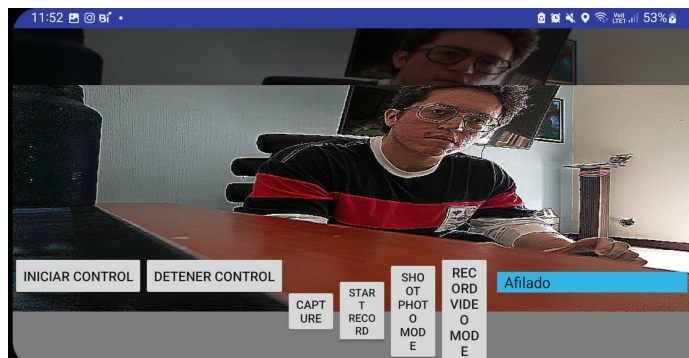 11:52
53%
INICIAR CONTROL
DETENER CONTROL
CAPT
URE
STAR
T
RECO
RD
SHO
OT
PHOT
O
MOD
E
REC
ORD
VIDE
O
MOD
E
Afilado